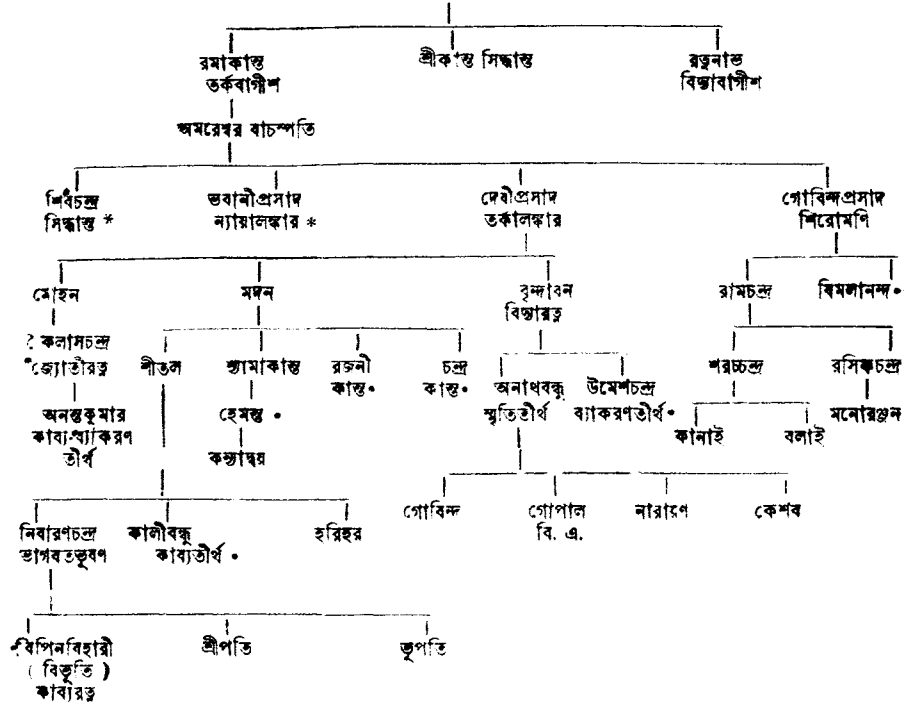 রমাকান্ত শ্রীকান্ত সিদ্ধান্ত রত্নগর্ভ
তর্কবাগীশ বিদ্যাবাগীশ
অমরেশ্বর বাচস্পতি
শিবচন্দ্র ভবানীপ্রসাদ দেবীপ্রসাদ গোবিন্দপ্রসাদ
সিদ্ধান্ত * ন্যায়ালঙ্কার * তর্কালঙ্কার শিরোমণি
মোহন মদন বৃন্দাবন রামচন্দ্র বিমলানন্দ •
বিদ্যারত্ন
কৈলাসচন্দ্র
জ্যোতীরত্ন শীতল শ্যামাকান্ত রজনী চন্দ্র অনাথবন্ধু উমেশচন্দ্র শরচ্চন্দ্র রসিকচন্দ্র
কান্ত • কান্ত • স্মৃতিতীর্থ ব্যাকরণতীর্থ •
অনন্তকুমার হেমন্ত • কানাই বলাই মনোরঞ্জন
কাব্য-ব্যাকরণ
তীর্থ কন্যাদ্বয়
গোবিন্দ গোপাল নারায়ণ কেশব
বি. এ.
নিবারণচন্দ্র কালীবন্ধু হরিহর
ভাগবতভূষণ কাব্যতীর্থ •
বিপিনবিহারী শ্রীপতি ভূপতি
( বিভূতি )
কাব্যরত্ন